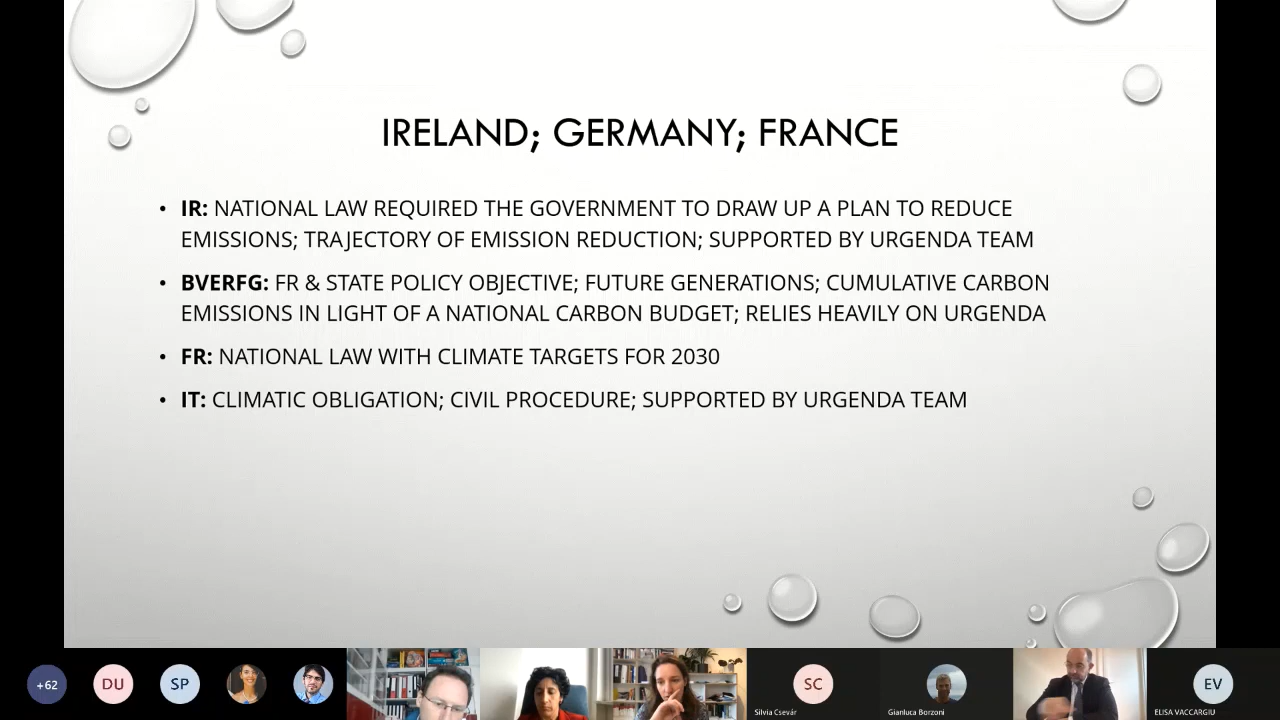 IRELAND; GERMANY; FRANCE
• IR: NATIONAL LAW REQUIRED THE GOVERNMENT TO DRAW UP A PLAN TO REDUCE
EMISSIONS; TRAJECTORY OF EMISSION REDUCTION; SUPPORTED BY URGENDA TEAM
• BVERFG: FR & STATE POLICY OBJECTIVE; FUTURE GENERATIONS; CUMULATIVE CARBON
EMISSIONS IN LIGHT OF A NATIONAL CARBON BUDGET; RELIES HEAVILY ON URGENDA
• FR: NATIONAL LAW WITH CLIMATE TARGETS FOR 2030
• IT: CLIMATIC OBLIGATION; CIVIL PROCEDURE; SUPPORTED BY URGENDA TEAM
+62
DU
SP
SC
Silvia Csevár
Gianluca Borzoni
EV
ELISA VACCARGIU